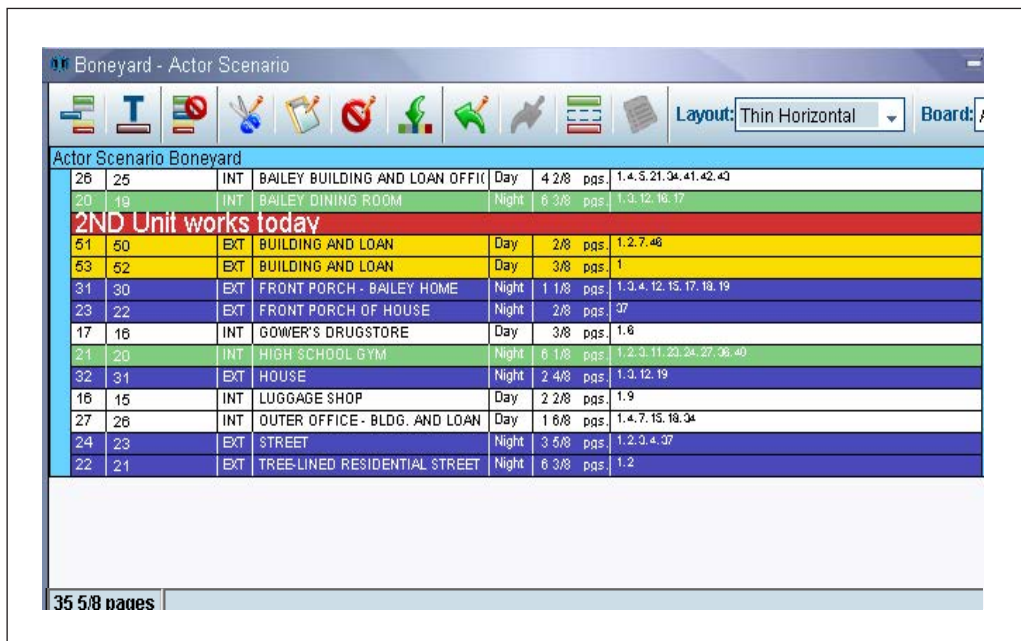 Boneyard - Actor Scenario
T Layout: Thin Horizontal Board:
Actor Scenario Boneyard
26 25 INT BAILEY BUILDING AND LOAN OFFI( Day 4 2/8 pgs. 1.4.5.21.34.41.42.43
20 19 INT BAILEY DINING ROOM Night 6 3/8 pgs. 1.3.12.16.17
2ND Unit works today
51 50 EXT BUILDING AND LOAN Day 2/8 pgs. 1.2.7.46
53 52 EXT BUILDING AND LOAN Day 3/8 pgs. 1
31 30 EXT FRONT PORCH - BAILEY HOME Night 1 1/8 pgs. 1.3.4.12.15.17.18.19
23 22 EXT FRONT PORCH OF HOUSE Night 2/8 pgs. 37
17 16 INT GOWER'S DRUGSTORE Day 3/8 pgs. 1.6
21 20 INT HIGH SCHOOL GYM Night 6 1/8 pgs. 1.2.3.11.23.24.27.36.40
32 31 EXT HOUSE Night 2 4/8 pgs. 1.3.12.19
16 15 INT LUGGAGE SHOP Day 2 2/8 pgs. 1.9
27 26 INT OUTER OFFICE - BLDG. AND LOAN Day 1 6/8 pgs. 1.4.7.15.18.34
24 23 EXT STREET Night 3 5/8 pgs. 1.2.3.4.37
22 21 EXT TREE-LINED RESIDENTIAL STREET Night 6 3/8 pgs. 1.2
35 5/8 pages